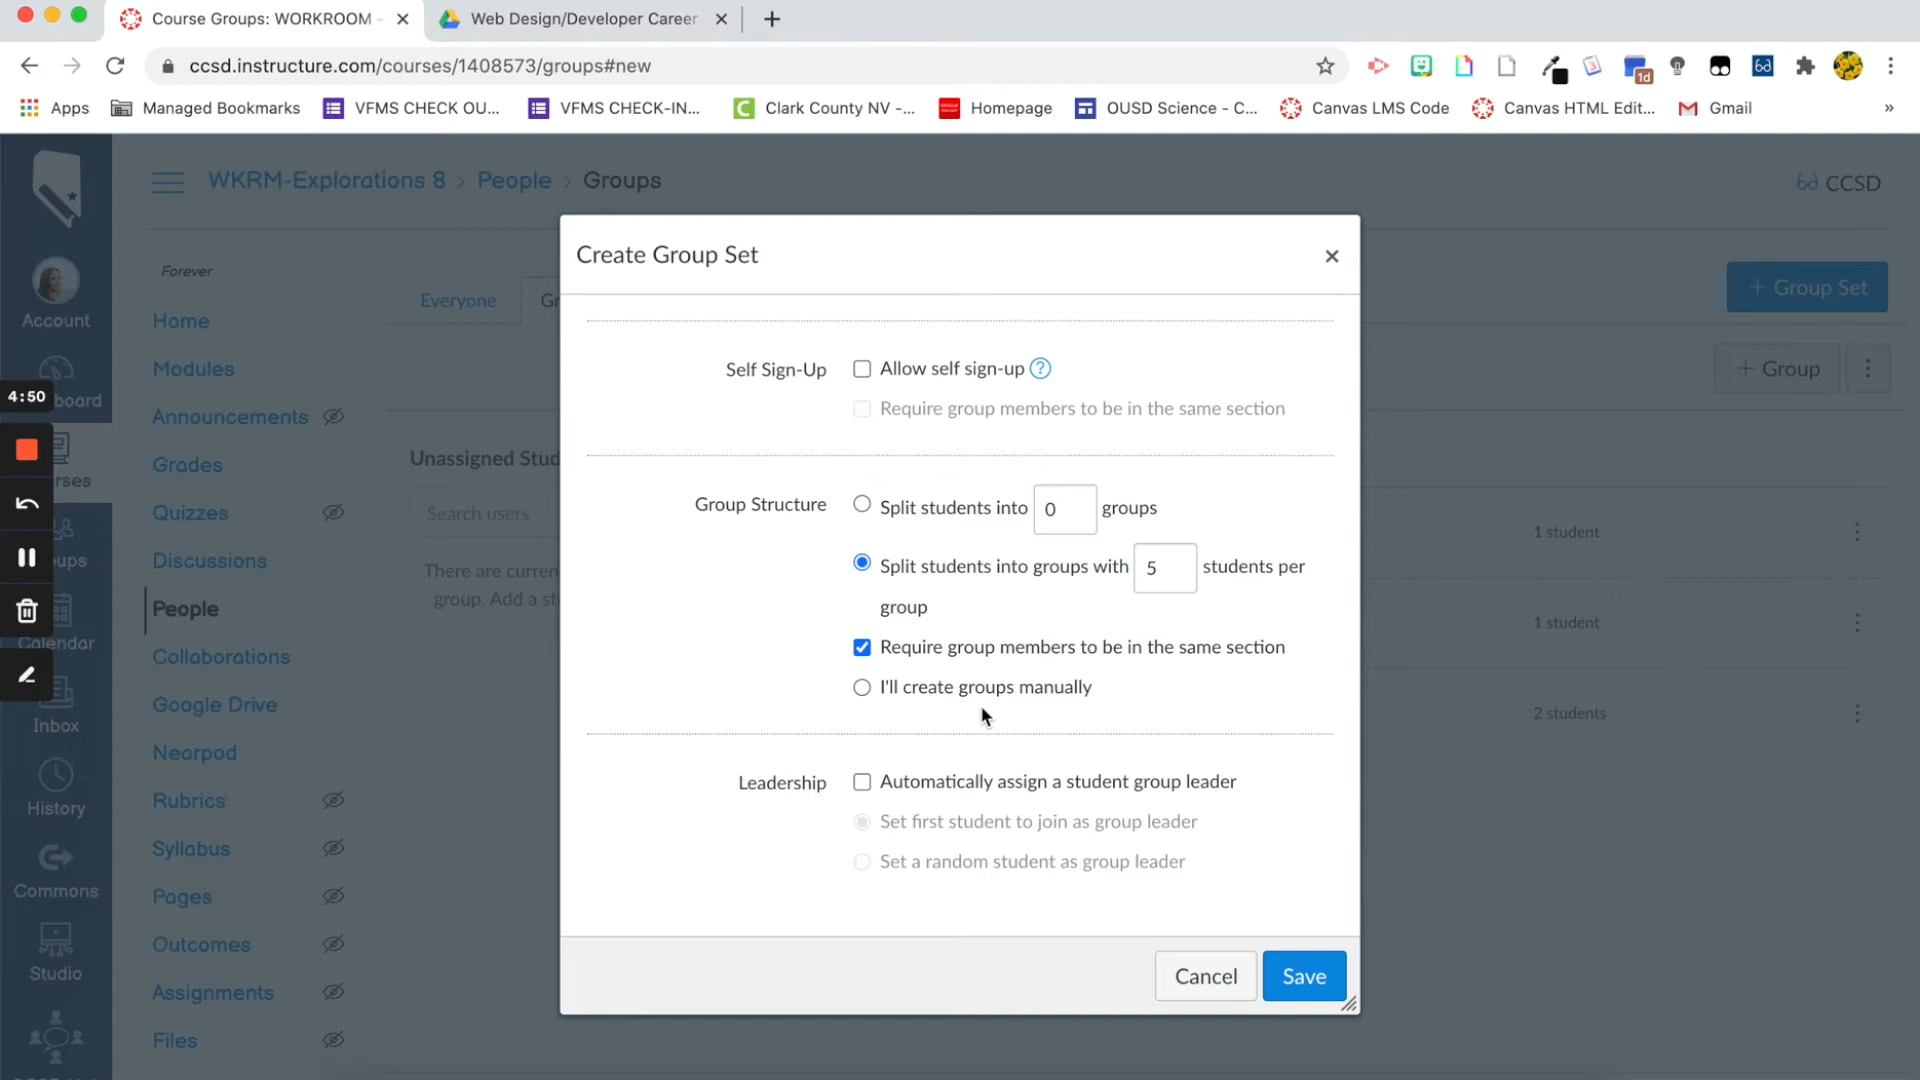 Course Groups: WORKROOM -
Web Design/Developer Career
ccsd.instructure.com/courses/1408573/groups#new
1d
Apps
Managed Bookmarks
VFMS CHECK OU...
VFMS CHECK-IN...
Clark County NV -...
Homepage
OUSD Science - C...
Canvas LMS Code
Canvas HTML Edit...
Gmail
»
WKRM-Explorations 8 › People › Groups
CCSD
Create Group Set
Forever
Everyone
Gr
+ Group Set
Account
Home
Modules
Self Sign-Up
Allow self sign-up ?
+ Group
4:50
board
Announcements
Require group members to be in the same section
Grades
Unassigned Stud
rses
Quizzes
Search users
Group Structure
Split students into 0 groups
1 student
Discussions
There are curren
group. Add a st
Split students into groups with 5 students per
group
ups
People
1 student
Calendar
Collaborations
Require group members to be in the same section
I'll create groups manually
Google Drive
2 students
Inbox
Nearpod
Leadership
Automatically assign a student group leader
History
Rubrics
Set first student to join as group leader
Syllabus
Set a random student as group leader
Commons
Pages
Outcomes
Studio
Assignments
Cancel
Save
Files